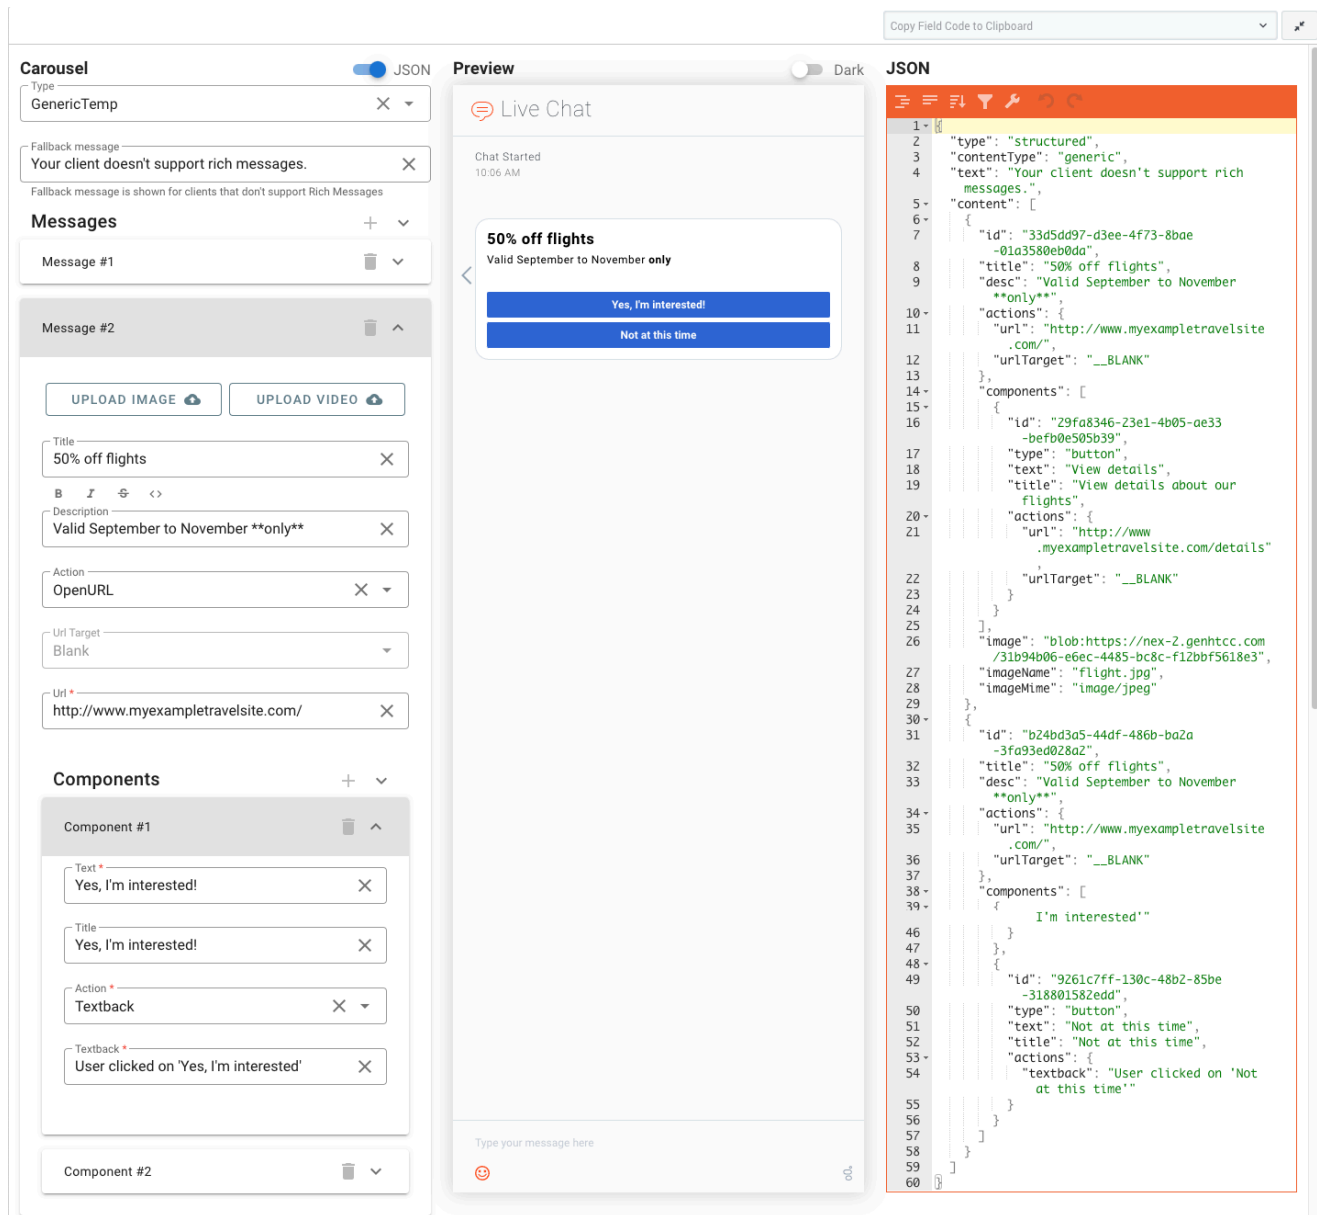 Copy Field Code to Clipboard
Carousel
JSON
Type
GenericTemp
Fallback message
Your client doesn't support rich messages.
Fallback message is shown for clients that don't support Rich Messages
Messages
Message #1
Message #2
UPLOAD IMAGE
UPLOAD VIDEO
Title
50% off flights
B I S <>
Description
Valid September to November **only**
Action
OpenURL
Url Target
Blank
Url *
http://www.myexampletravelsite.com/
Components
Component #1
Text *
Yes, I'm interested!
Title
Yes, I'm interested!
Action *
Textback
Textback *
User clicked on 'Yes, I'm interested'
Component #2
Preview
Dark
Live Chat
Chat Started
10:06 AM
50% off flights
Valid September to November only
Yes, I'm interested!
Not at this time
Type your message here
JSON
1 {
2 "type": "structured",
3 "contentType": "generic",
4 "text": "Your client doesn't support rich
messages.",
5 "content": [
6 {
7 "id": "33d5dd97-d3ee-4f73-8bae
-01a3580eb0da",
8 "title": "50% off flights",
9 "desc": "Valid September to November
**only**",
10 "actions": {
11 "url": "http://www.myexampletravelsite
.com/",
12 "urlTarget": "__BLANK"
13 },
14 "components": [
15 {
16 "id": "29fa8346-23e1-4b05-ae33
-befb0e505b39",
17 "type": "button",
18 "text": "View details",
19 "title": "View details about our
flights",
20 "actions": {
21 "url": "http://www
.myexampletravelsite.com/details"
,
22 "urlTarget": "__BLANK"
23 }
24 }
25 ],
26 "image": "blob:https://nex-2.genhtcc.com
/31b94b06-e6ec-4485-bc8c-f12bbf5618e3",
27 "imageName": "flight.jpg",
28 "imageMime": "image/jpeg"
29 },
30 {
31 "id": "b24bd3a5-44df-486b-ba2a
-3fa93ed028a2",
32 "title": "50% off flights",
33 "desc": "Valid September to November
**only**",
34 "actions": {
35 "url": "http://www.myexampletravelsite
.com/",
36 "urlTarget": "__BLANK"
37 },
38 "components": [
39 {
I'm interested'"
46 }
47 },
48 {
49 "id": "9261c7ff-130c-48b2-85be
-318801582edd",
50 "type": "button",
51 "text": "Not at this time",
52 "title": "Not at this time",
53 "actions": {
54 "textback": "User clicked on 'Not
at this time'"
55 }
56 }
57 ]
58 }
59 ]
60 }